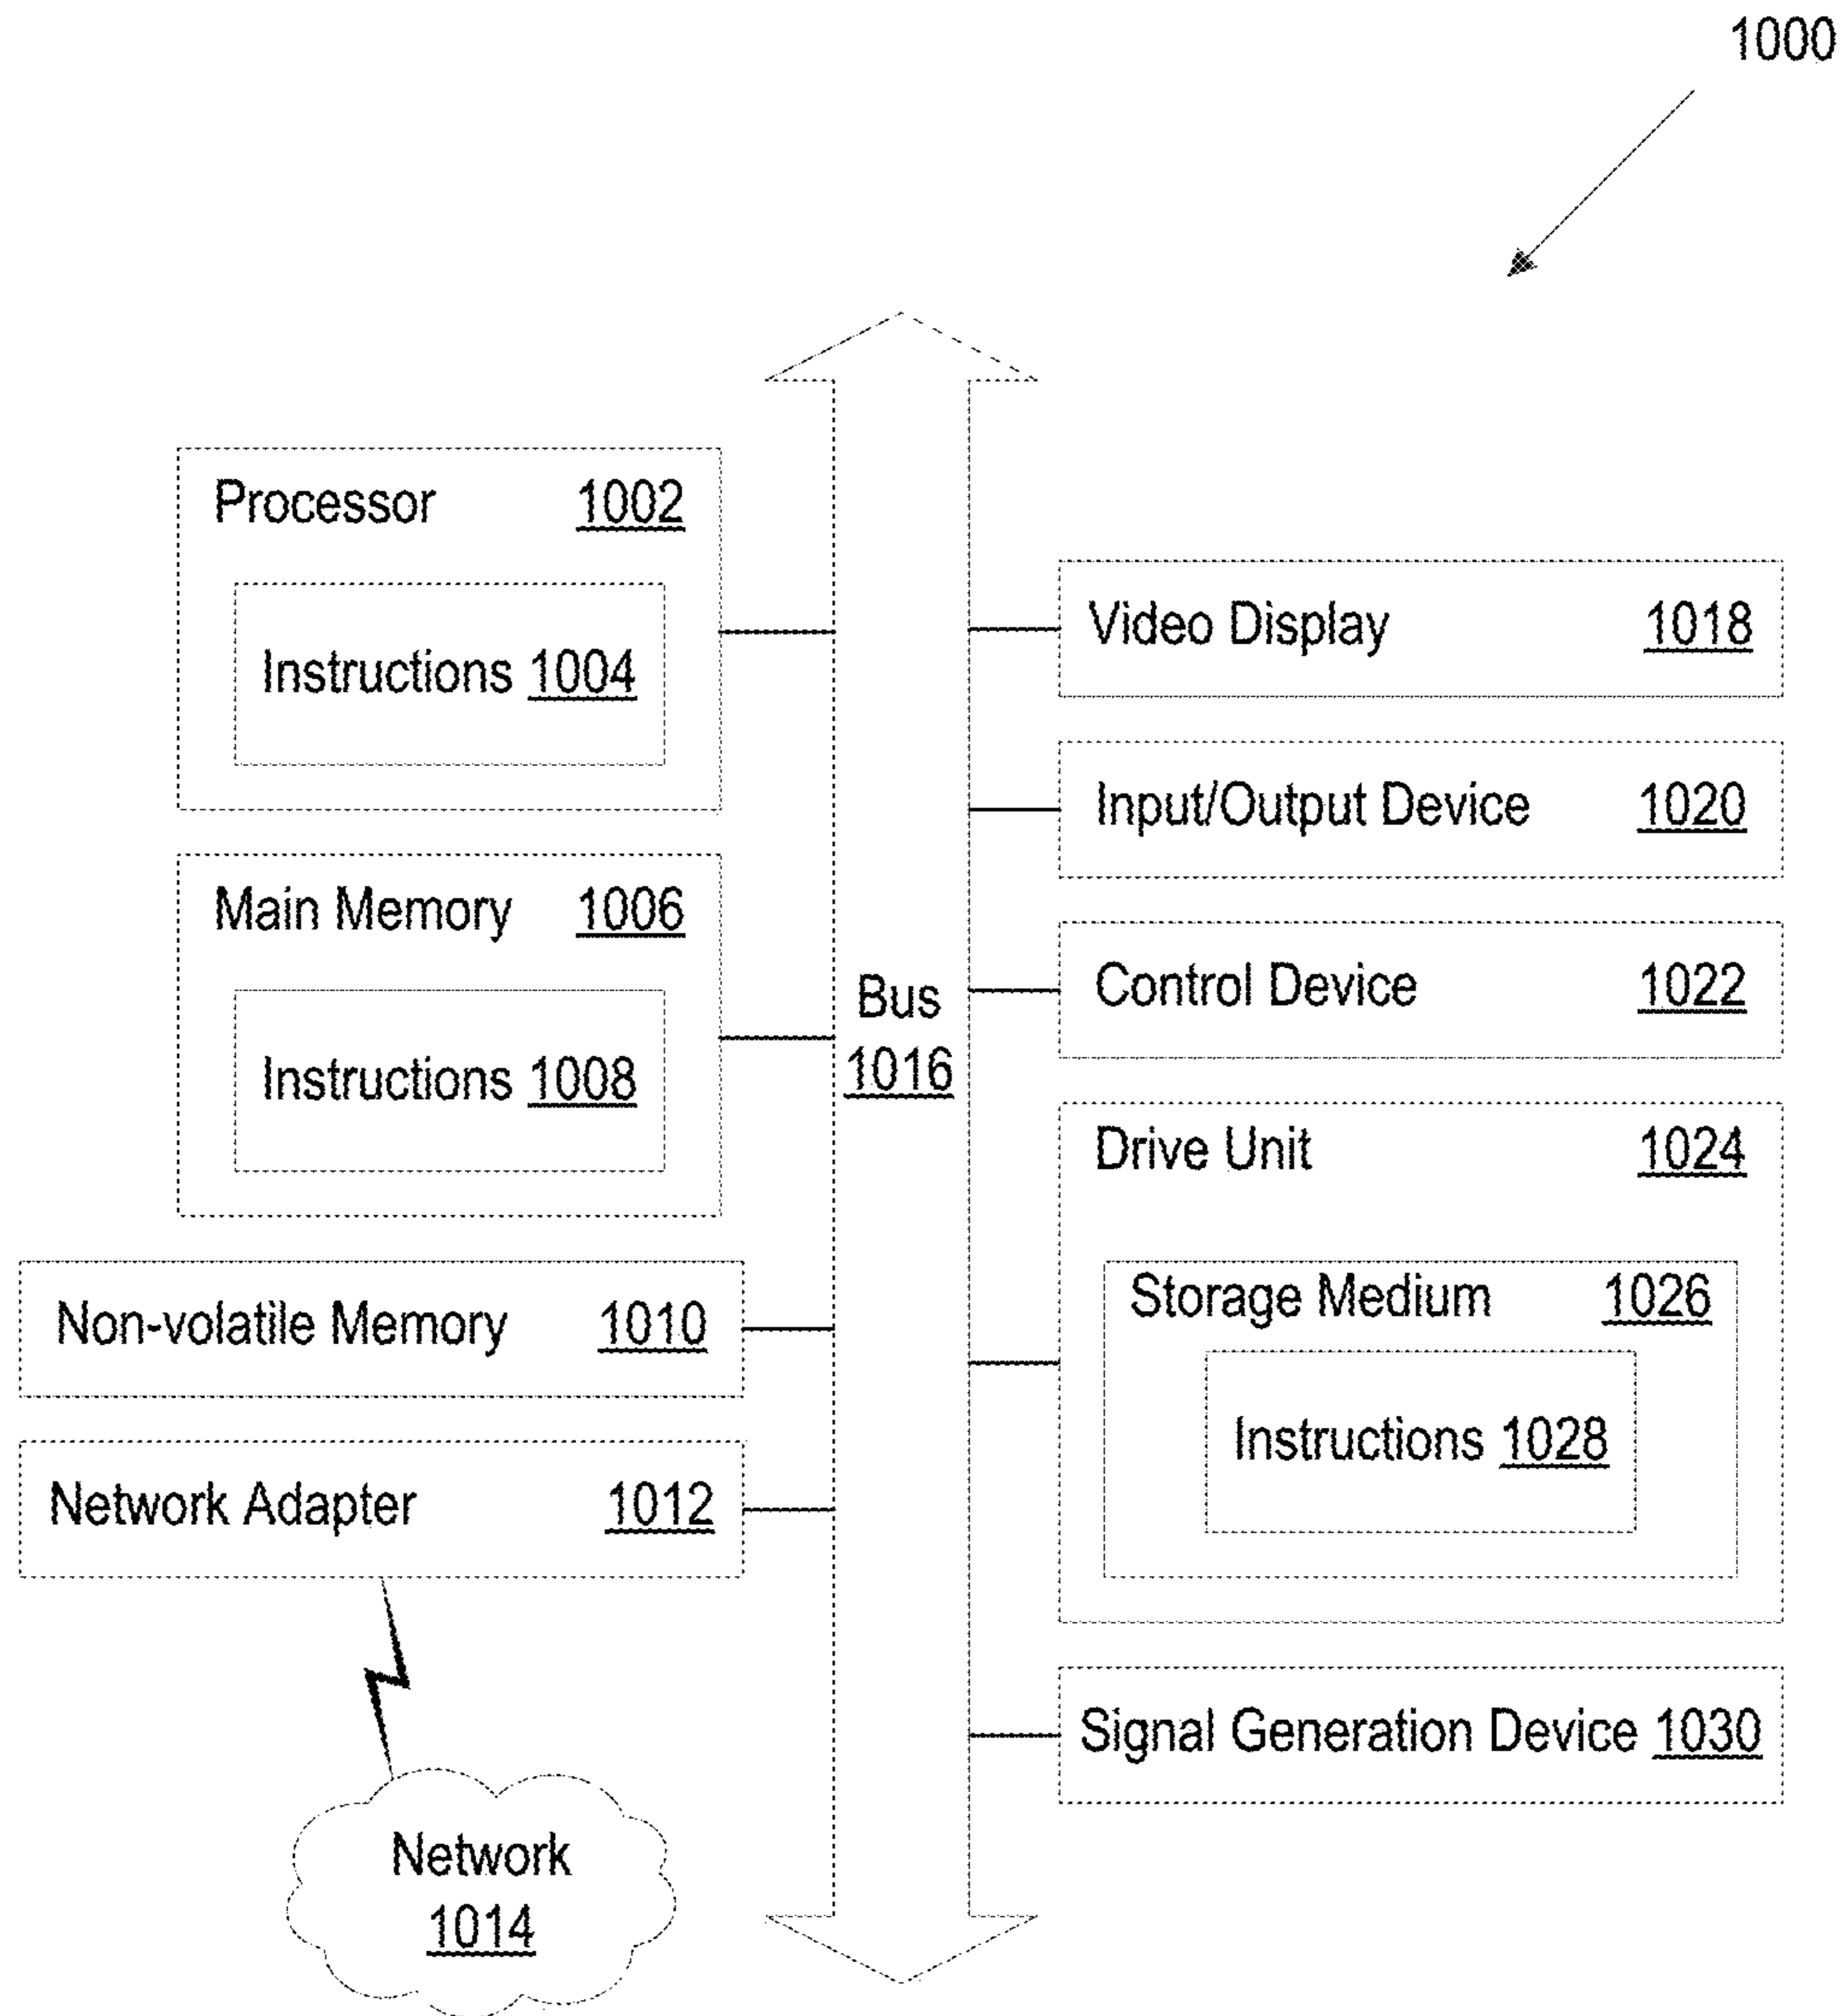 1000
Processor 1002
Instructions 1004
Main Memory 1006
Instructions 1008
Non-volatile Memory 1010
Network Adapter 1012
Network
1014
Bus
1016
Video Display 1018
Input/Output Device 1020
Control Device 1022
Drive Unit 1024
Storage Medium 1026
Instructions 1028
Signal Generation Device 1030